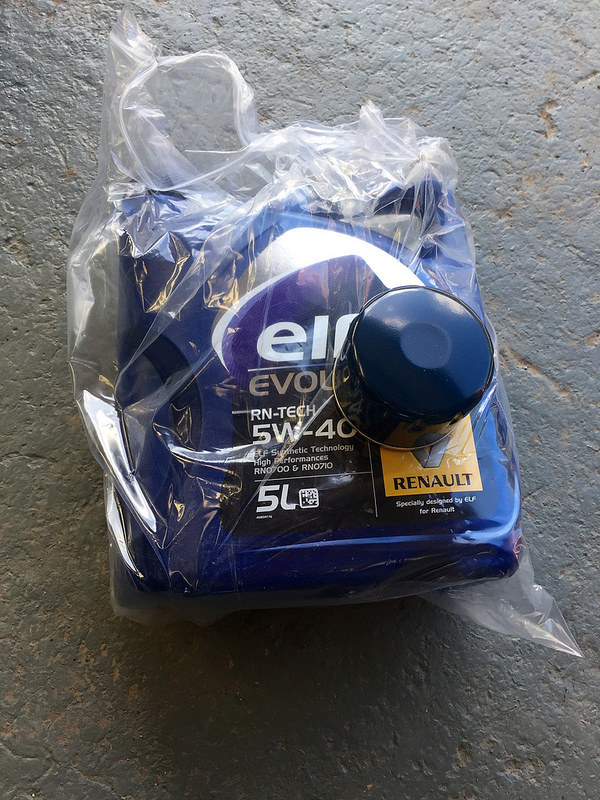 elf
EVOLU
RN-TECH
5W-40
ELF Synthetic Technology
High Performances
RN0700 & RN0710
5L
RENAULT
Specially designed by ELF
for Renault